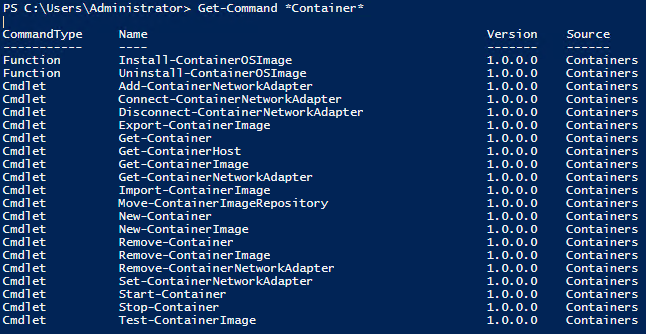 PS C:\Users\Administrator> Get-Command *Container*
CommandType Name Version Source
----------- ---- ------- ------
Function Install-ContainerOSImage 1.0.0.0 Containers
Function Uninstall-ContainerOSImage 1.0.0.0 Containers
Cmdlet Add-ContainerNetworkAdapter 1.0.0.0 Containers
Cmdlet Connect-ContainerNetworkAdapter 1.0.0.0 Containers
Cmdlet Disconnect-ContainerNetworkAdapter 1.0.0.0 Containers
Cmdlet Export-ContainerImage 1.0.0.0 Containers
Cmdlet Get-Container 1.0.0.0 Containers
Cmdlet Get-ContainerHost 1.0.0.0 Containers
Cmdlet Get-ContainerImage 1.0.0.0 Containers
Cmdlet Get-ContainerNetworkAdapter 1.0.0.0 Containers
Cmdlet Import-ContainerImage 1.0.0.0 Containers
Cmdlet Move-ContainerImageRepository 1.0.0.0 Containers
Cmdlet New-Container 1.0.0.0 Containers
Cmdlet New-ContainerImage 1.0.0.0 Containers
Cmdlet Remove-Container 1.0.0.0 Containers
Cmdlet Remove-ContainerImage 1.0.0.0 Containers
Cmdlet Remove-ContainerNetworkAdapter 1.0.0.0 Containers
Cmdlet Set-ContainerNetworkAdapter 1.0.0.0 Containers
Cmdlet Start-Container 1.0.0.0 Containers
Cmdlet Stop-Container 1.0.0.0 Containers
Cmdlet Test-ContainerImage 1.0.0.0 Containers